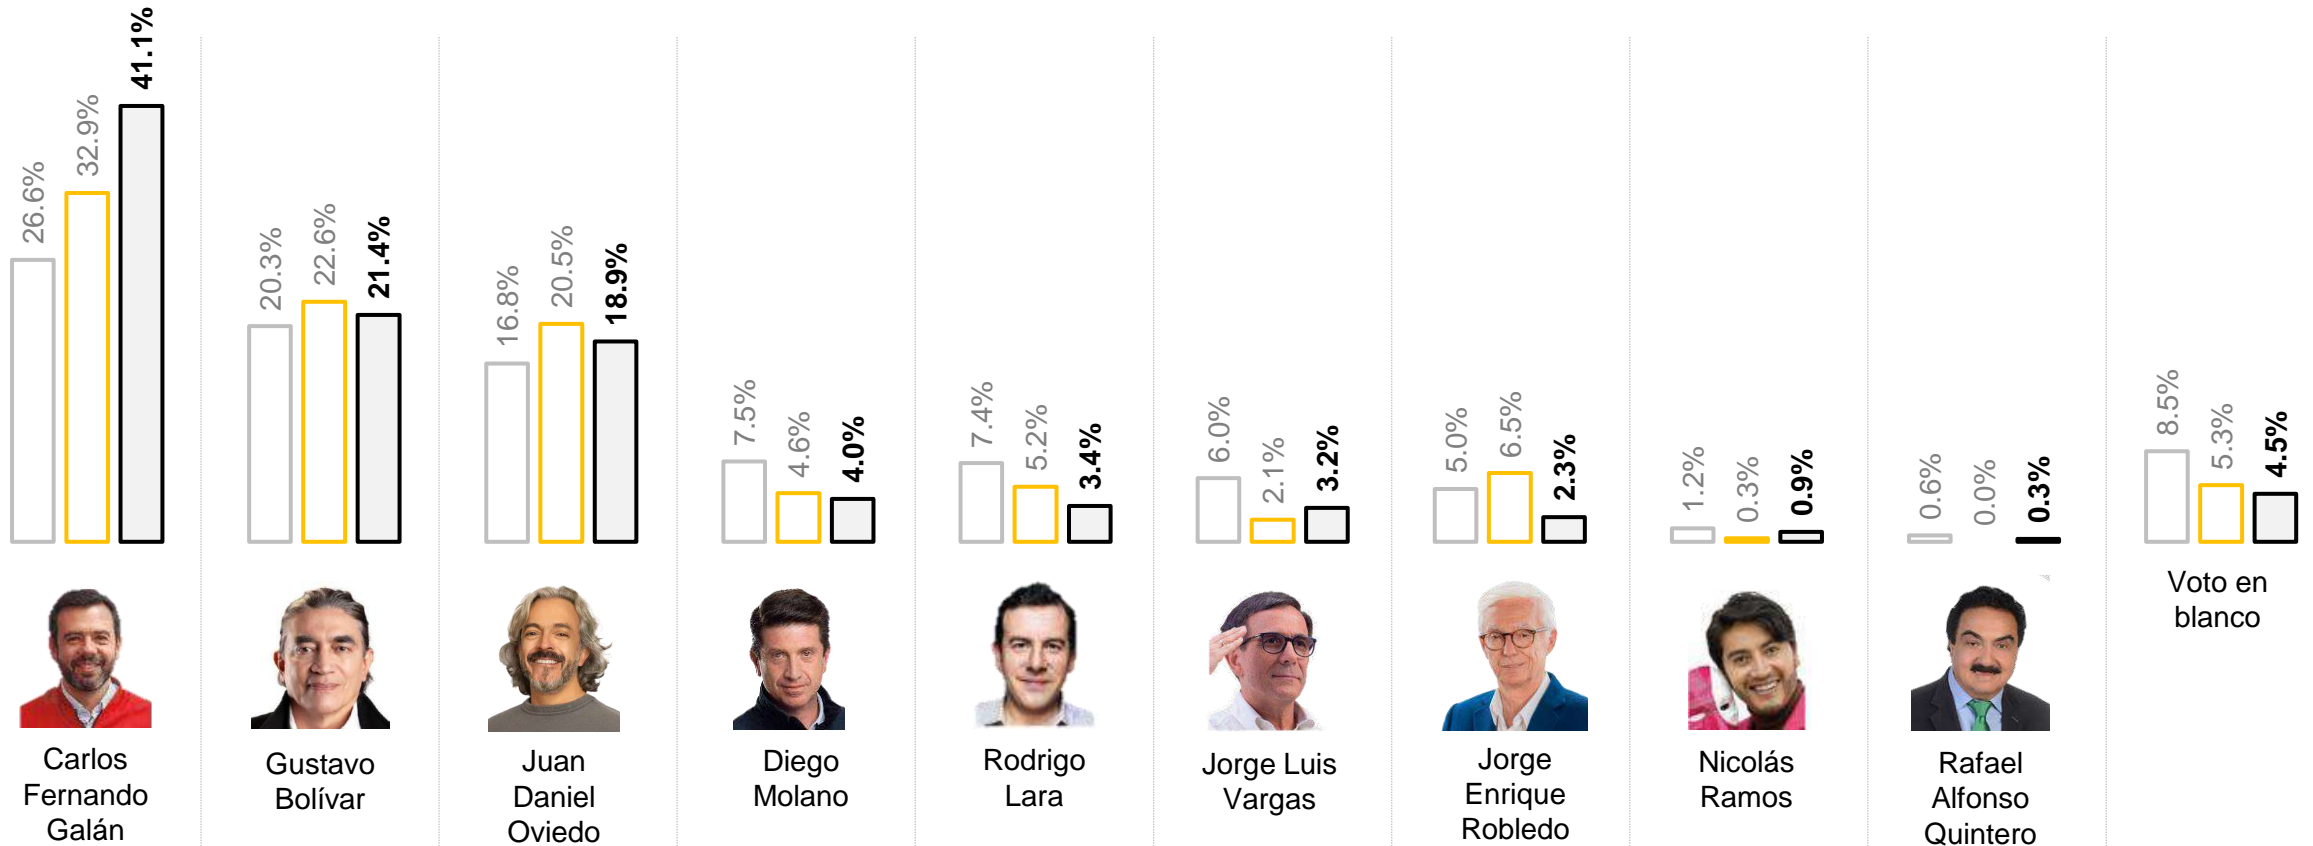 26.6%
32.9%
41.1%
20.3%
22.6%
21.4%
16.8%
20.5%
18.9%
7.5%
4.6%
4.0%
7.4%
5.2%
3.4%
6.0%
2.1%
3.2%
5.0%
6.5%
2.3%
1.2%
0.3%
0.9%
0.6%
0.0%
0.3%
8.5%
5.3%
4.5%
Carlos
Fernando
Galán
Gustavo
Bolívar
Juan
Daniel
Oviedo
Diego
Molano
Rodrigo
Lara
Jorge Luis
Vargas
Jorge
Enrique
Robledo
Nicolás
Ramos
Rafael
Alfonso
Quintero
Voto en
blanco